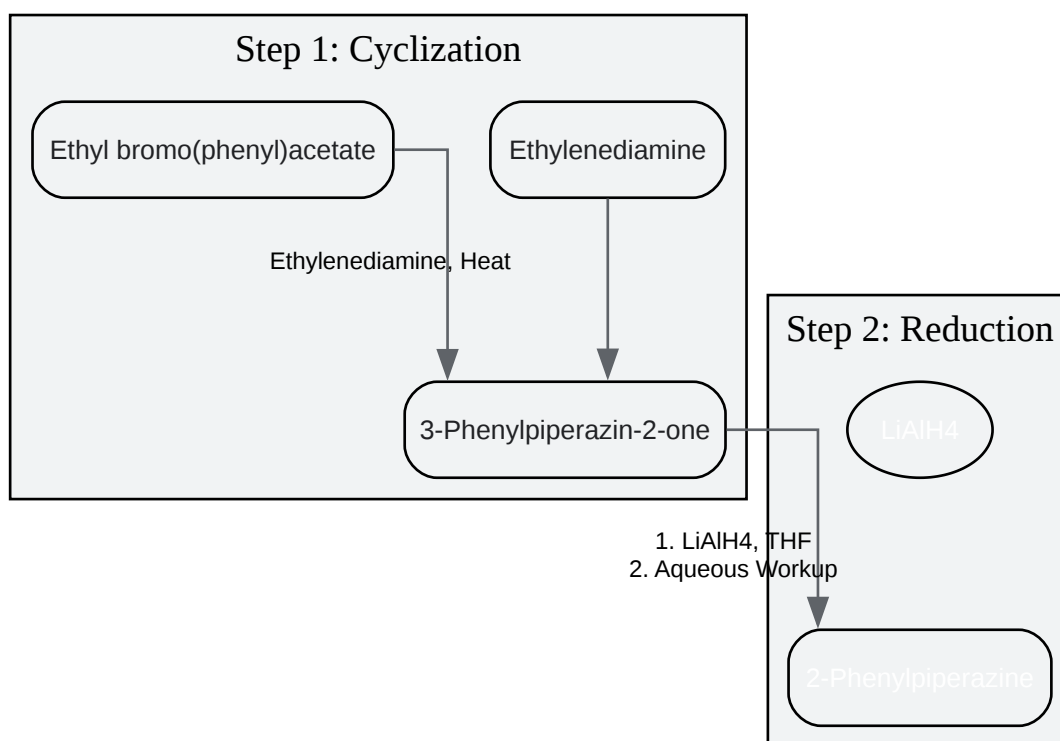 Step 1: Cyclization
Ethyl bromo(phenyl)acetate
Ethylenediamine
Ethylenediamine, Heat
3-Phenylpiperazin-2-one
Step 2: Reduction
LiAlH4
1. LiAlH4, THF
2. Aqueous Workup
2-Phenylpiperazine